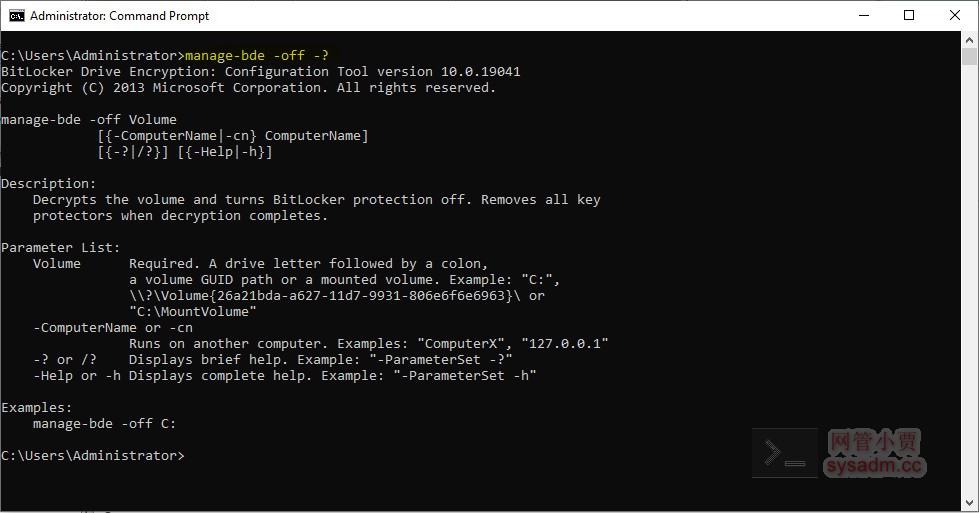 Administrator: Command Prompt
C:\Users\Administrator>manage-bde -off -?
BitLocker Drive Encryption: Configuration Tool version 10.0.19041
Copyright (C) 2013 Microsoft Corporation. All rights reserved.
manage-bde -off Volume
[{-ComputerName|-cn} ComputerName]
[{-?|/?}] [{-Help|-h}]
Description:
Decrypts the volume and turns BitLocker protection off. Removes all key
protectors when decryption completes.
Parameter List:
Volume Required. A drive letter followed by a colon,
a volume GUID path or a mounted volume. Example: "C:",
\\?\Volume{26a21bda-a627-11d7-9931-806e6f6e6963}\ or
"C:\MountVolume"
-ComputerName or -cn
Runs on another computer. Examples: "ComputerX", "127.0.0.1"
-? or /? Displays brief help. Example: "-ParameterSet -?"
-Help or -h Displays complete help. Example: "-ParameterSet -h"
Examples:
manage-bde -off C:
C:\Users\Administrator>
网管小贾
sysadm.cc